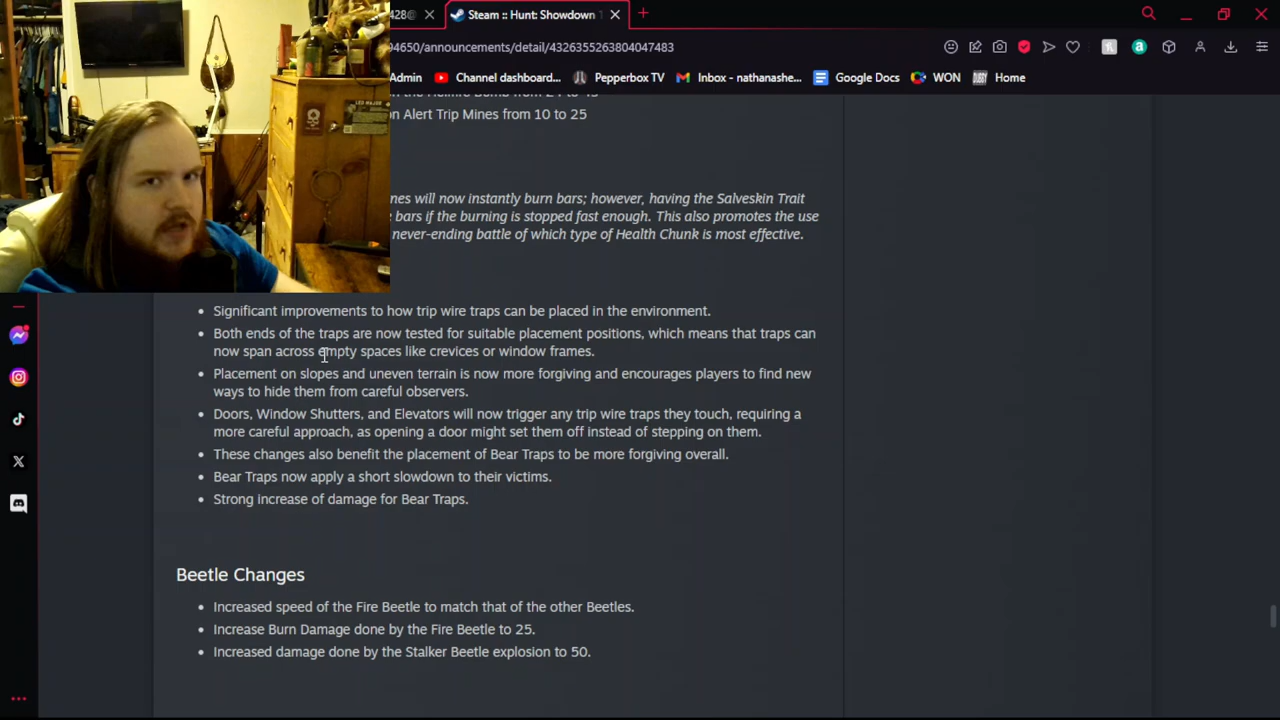 428@
Steam :: Hunt: Showdown 1
94650/announcements/detail/4326355263804047483
Admin
Channel dashboard...
Pepperbox TV
Inbox - nathanashe...
Google Docs
WON
Home
n Alert Trip Mines from 10 to 25
nes will now instantly burn bars; however, having the Salveskin Trait
bars if the burning is stopped fast enough. This also promotes the use
never-ending battle of which type of Health Chunk is most effective.
• Significant improvements to how trip wire traps can be placed in the environment.
• Both ends of the traps are now tested for suitable placement positions, which means that traps can
now span across empty spaces like crevices or window frames.
• Placement on slopes and uneven terrain is now more forgiving and encourages players to find new
ways to hide them from careful observers.
• Doors, Window Shutters, and Elevators will now trigger any trip wire traps they touch, requiring a
more careful approach, as opening a door might set them off instead of stepping on them.
• These changes also benefit the placement of Bear Traps to be more forgiving overall.
• Bear Traps now apply a short slowdown to their victims.
• Strong increase of damage for Bear Traps.
Beetle Changes
• Increased speed of the Fire Beetle to match that of the other Beetles.
• Increase Burn Damage done by the Fire Beetle to 25.
• Increased damage done by the Stalker Beetle explosion to 50.